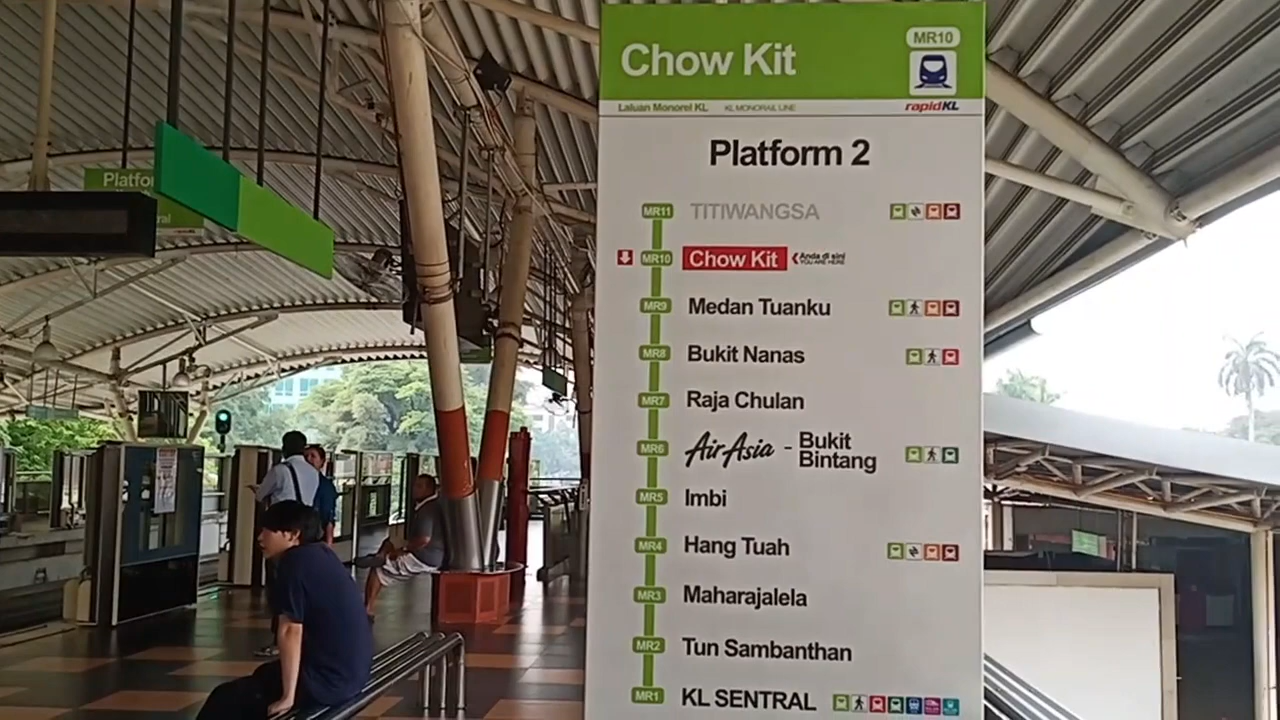 Chow Kit
MR10
Laluan Monorel KL KL MONORAIL LINE
rapidKL
Platform 2
MR11 TITIWANGSA
MR10 Chow Kit Anda di sini
YOU ARE HERE
MR9 Medan Tuanku
MR8 Bukit Nanas
MR7 Raja Chulan
MR6 AirAsia - Bukit Bintang
MR5 Imbi
MR4 Hang Tuah
MR3 Maharajalela
MR2 Tun Sambanthan
MR1 KL SENTRAL
Platfor